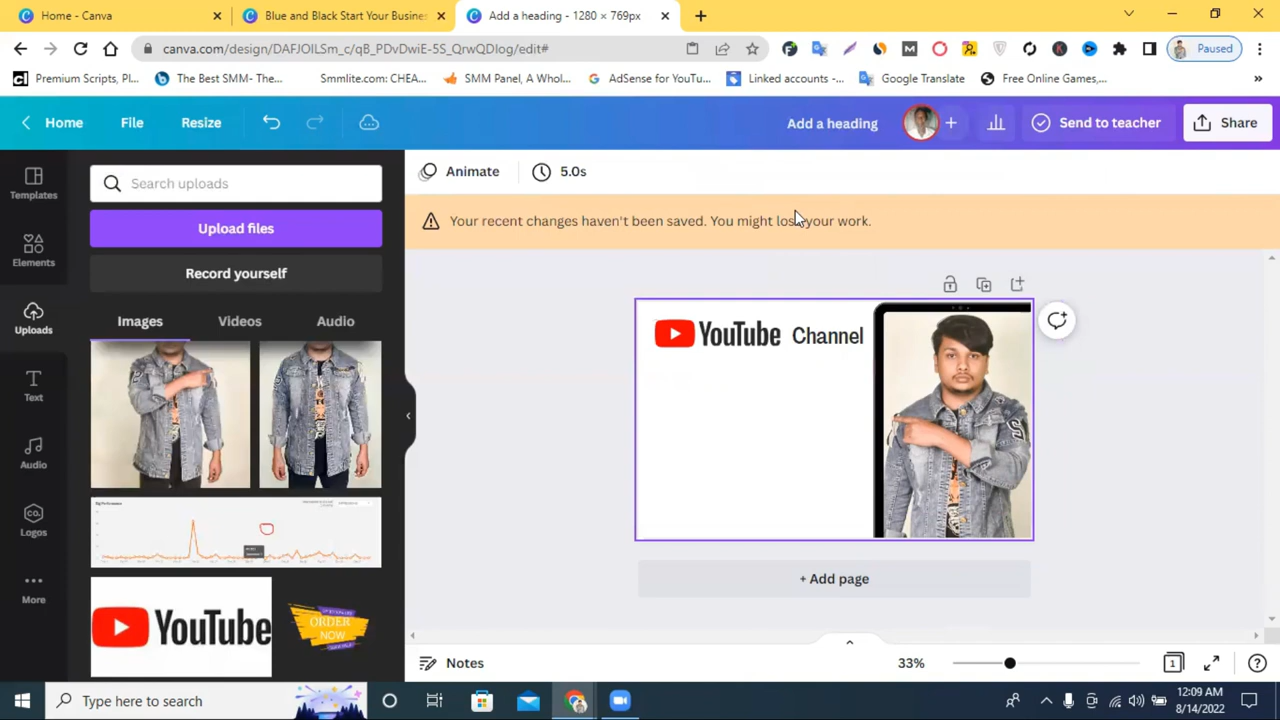 Home - Canva
Blue and Black Start Your Busines
Add a heading - 1280 × 769px
canva.com/design/DAFJOILSm_c/qB_PDvDwiE-5S_QrwQDlog/edit#
Paused
Premium Scripts, Pl...
The Best SMM- The...
Smmlite.com: CHEA...
SMM Panel, A Whol...
AdSense for YouTu...
Linked accounts -...
Google Translate
Free Online Games,...
Home
File
Resize
Add a heading
Send to teacher
Share
Templates
Elements
Uploads
Text
Audio
Logos
More
Search uploads
Upload files
Record yourself
Images
Videos
Audio
YouTube
ORDER
NOW
Animate
5.0s
Your recent changes haven't been saved. You might lose your work.
YouTube Channel
+ Add page
Notes
33%
1
Type here to search
12:09 AM
8/14/2022